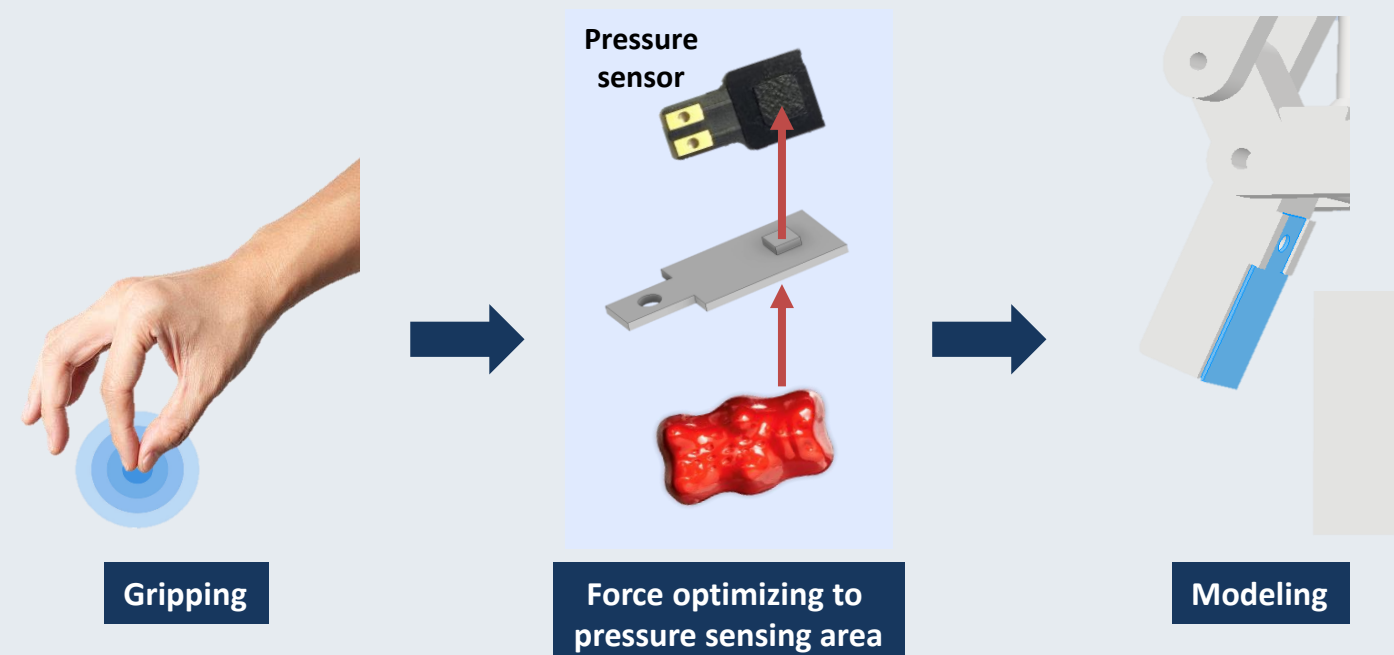 Pressure
sensor
Gripping
Force optimizing to
pressure sensing area
Modeling